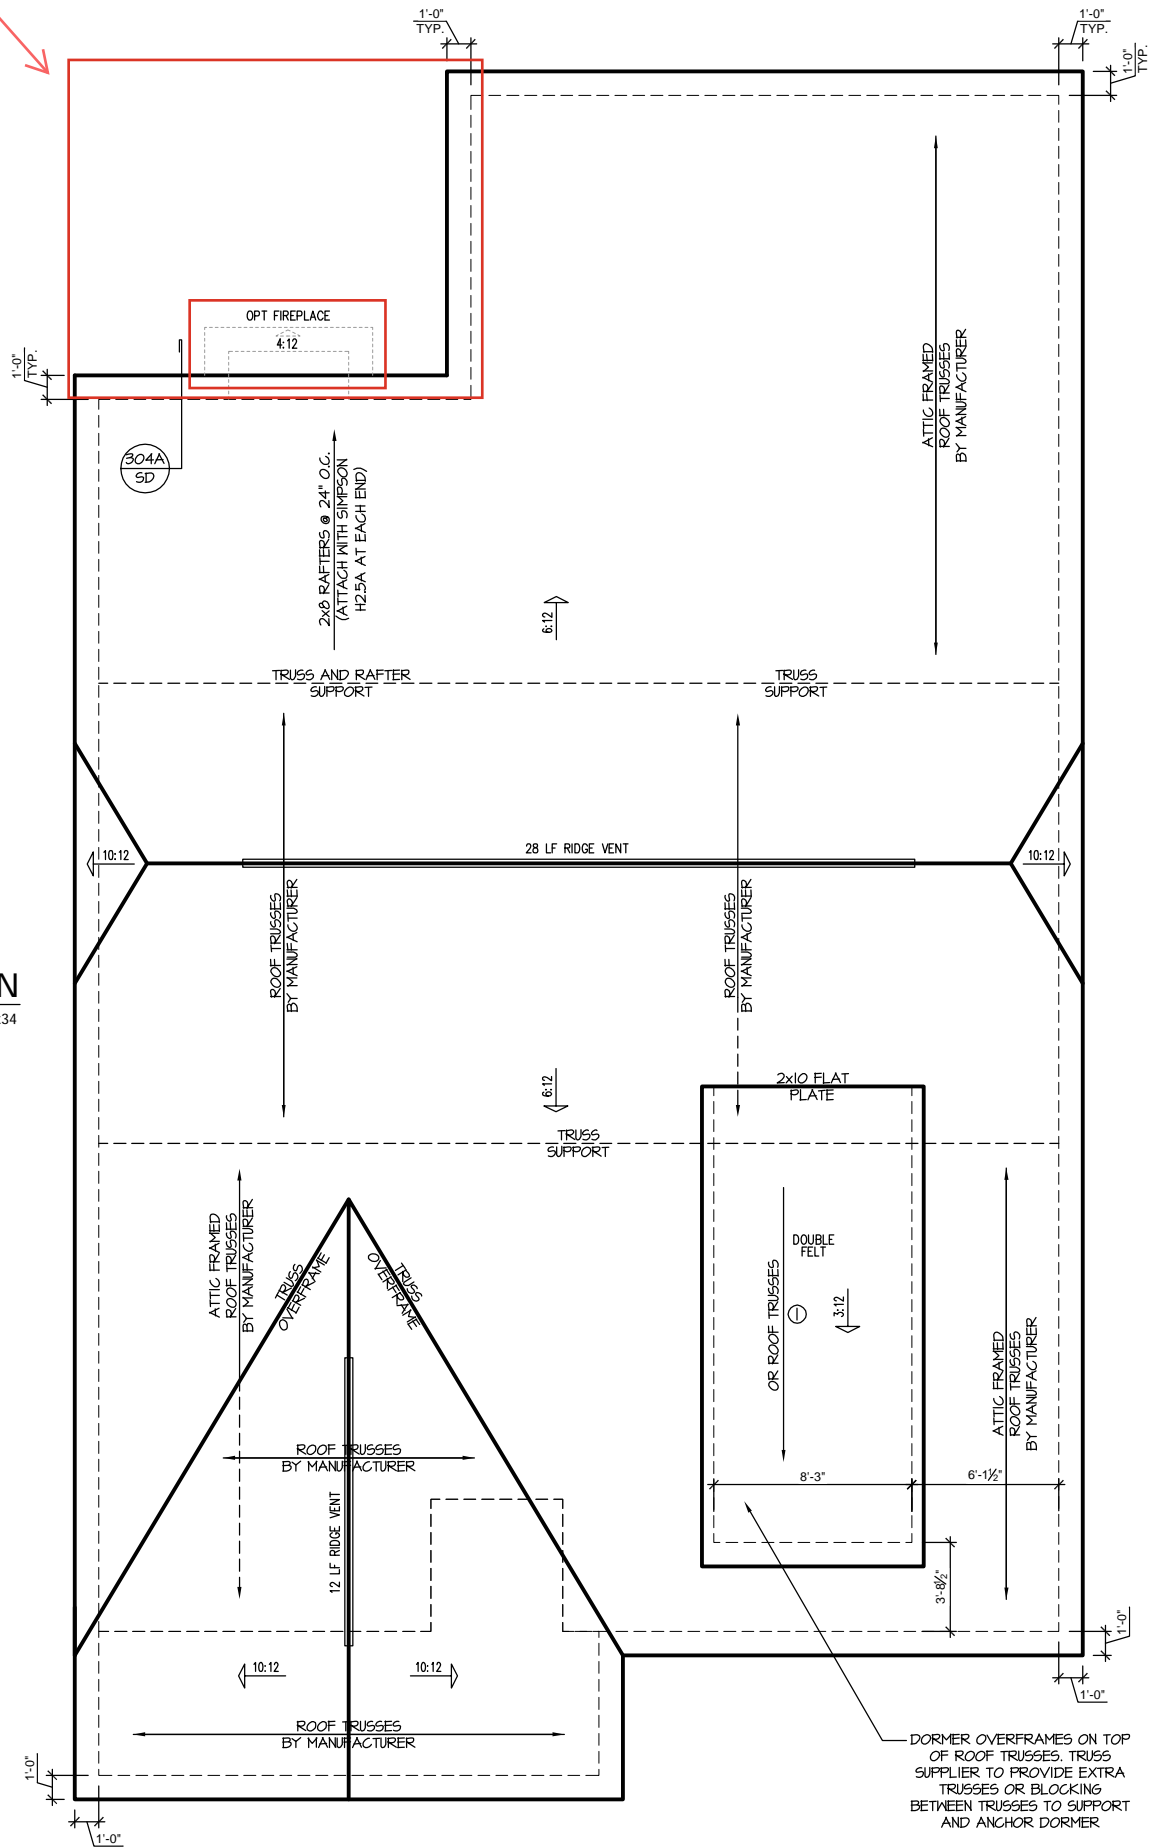 1'-0"
TYP.
1'-0"
TYP.
1'-0"
TYP.
OPT FIREPLACE
4:12
1'-0"
TYP.
304A
SD
2x8 RAFTERS @ 24" O.C.
(ATTACH WITH SIMPSON
H2.5A AT EACH END)
ATTIC FRAMED
ROOF TRUSSES
BY MANUFACTURER
6:12
TRUSS AND RAFTER
SUPPORT
TRUSS
SUPPORT
10:12
28 LF RIDGE VENT
10:12
ROOF TRUSSES
BY MANUFACTURER
ROOF TRUSSES
BY MANUFACTURER
N
34
6:12
2x10 FLAT
PLATE
TRUSS
SUPPORT
ATTIC FRAMED
ROOF TRUSSES
BY MANUFACTURER
TRUSS
OVERFRAME
TRUSS
OVERFRAME
DOUBLE
FELT
OR ROOF TRUSSES
3:12
ATTIC FRAMED
ROOF TRUSSES
BY MANUFACTURER
ROOF TRUSSES
BY MANUFACTURER
8'-3"
6'-1½"
12 LF RIDGE VENT
3'-8½"
1'-0"
10:12
10:12
1'-0"
ROOF TRUSSES
BY MANUFACTURER
DORMER OVERFRAMES ON TOP
OF ROOF TRUSSES. TRUSS
SUPPLIER TO PROVIDE EXTRA
TRUSSES OR BLOCKING
BETWEEN TRUSSES TO SUPPORT
AND ANCHOR DORMER
1'-0"
1'-0"